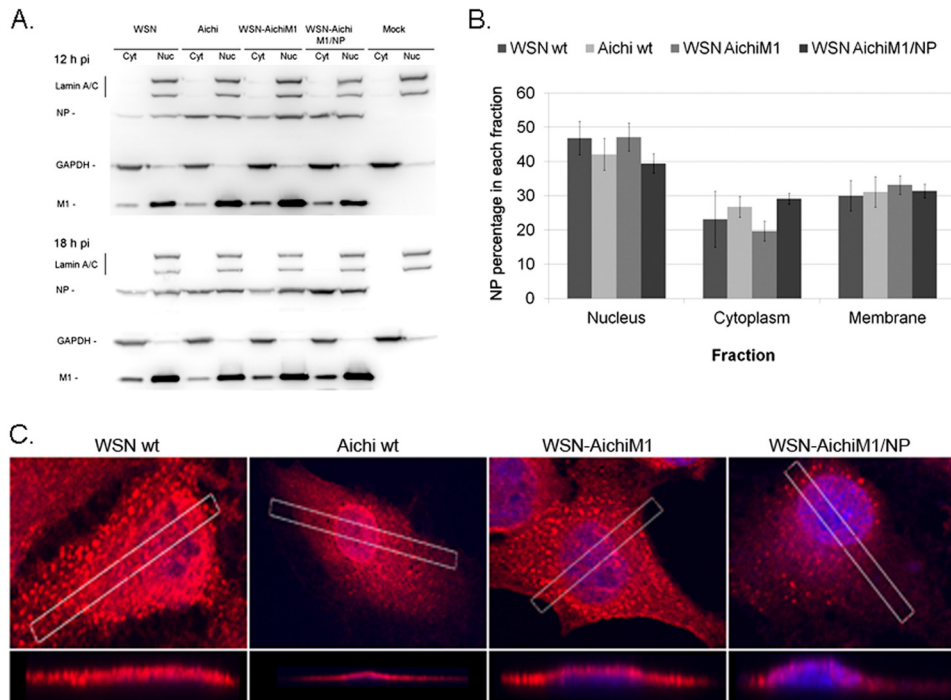 A.
WSN Aichi WSN-AichiM1 WSN-Aichi M1/NP Mock
12 h pi Cyt Nuc Cyt Nuc Cyt Nuc Cyt Nuc Cyt Nuc
Lamin A/C
NP -
GAPDH -
M1 -
18 h pi
Lamin A/C
NP -
GAPDH -
M1 -
B.
WSN wt Aichi wt WSN AichiM1 WSN AichiM1/NP
NP percentage in each fraction
60
50
40
30
20
10
0
Nucleus Cytoplasm Membrane
Fraction
C.
WSN wt Aichi wt WSN-AichiM1 WSN-AichiM1/NP